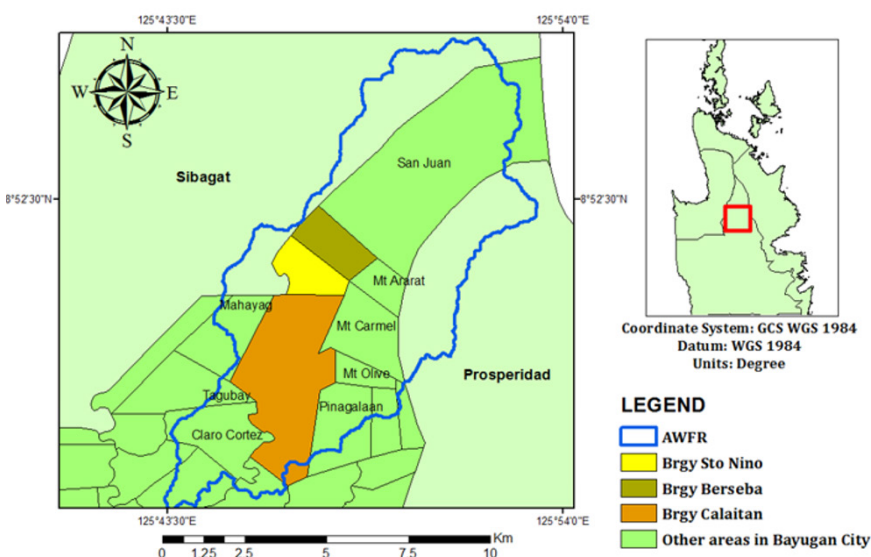 125°43'30"E
125°54'0"E
N
W
E
S
San Juan
Sibagat
8°52'30"N
8°52'30"N
Mt Ararat
Mahayag
Mt Carmel
Mt Olive
Prosperidad
Tagubay
Pinagalaan
Claro Cortez
125°43'30"E
125°54'0"E
Km
0 1.25 2.5 5 7.5 10
Coordinate System: GCS WGS 1984
Datum: WGS 1984
Units: Degree
LEGEND
AWFR
Brgy Sto Nino
Brgy Berseba
Brgy Calaitan
Other areas in Bayugan City